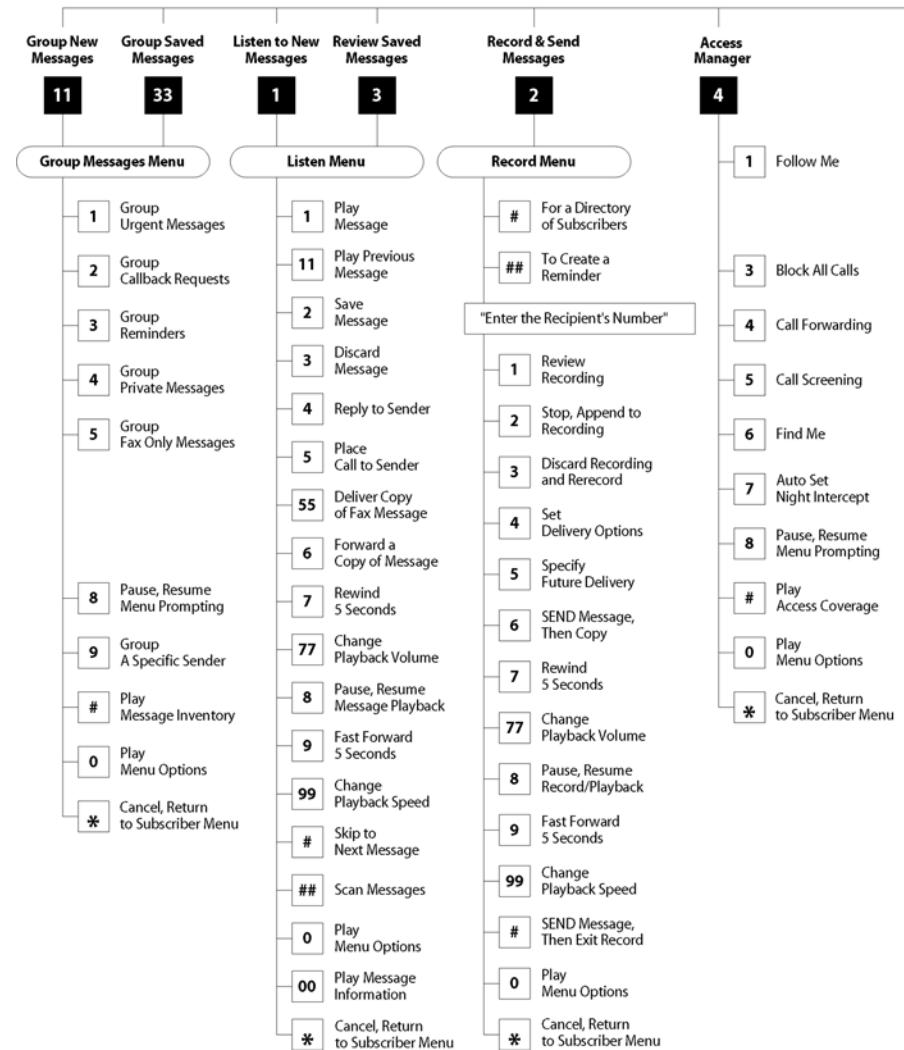 Group New
Messages
11
Group Saved
Messages
33
Listen to New
Messages
1
Review Saved
Messages
3
Record & Send
Messages
2
Access
Manager
4
Group Messages Menu
1
Group
Urgent Messages
2
Group
Callback Requests
3
Group
Reminders
4
Group
Private Messages
5
Group
Fax Only Messages
8
Pause, Resume
Menu Prompting
9
Group
A Specific Sender
#
Play
Message Inventory
0
Play
Menu Options
*
Cancel, Return
to Subscriber Menu
Listen Menu
1
Play
Message
11
Play Previous
Message
2
Save
Message
3
Discard
Message
4
Reply to Sender
5
Place
Call to Sender
55
Deliver Copy
of Fax Message
6
Forward a
Copy of Message
7
Rewind
5 Seconds
77
Change
Playback Volume
8
Pause, Resume
Message Playback
9
Fast Forward
5 Seconds
99
Change
Playback Speed
#
Skip to
Next Message
##
Scan Messages
0
Play
Menu Options
00
Play Message
Information
*
Cancel, Return
to Subscriber Menu
Record Menu
#
For a Directory
of Subscribers
##
To Create a
Reminder
"Enter the Recipient's Number"
1
Review
Recording
2
Stop, Append to
Recording
3
Discard Recording
and Rerecord
4
Set
Delivery Options
5
Specify
Future Delivery
6
SEND Message,
Then Copy
7
Rewind
5 Seconds
77
Change
Playback Volume
8
Pause, Resume
Record/Playback
9
Fast Forward
5 Seconds
99
Change
Playback Speed
#
SEND Message,
Then Exit Record
0
Play
Menu Options
*
Cancel, Return
to Subscriber Menu
1
Follow Me
3
Block All Calls
4
Call Forwarding
5
Call Screening
6
Find Me
7
Auto Set
Night Intercept
8
Pause, Resume
Menu Prompting
#
Play
Access Coverage
0
Play
Menu Options
*
Cancel, Return
to Subscriber Menu